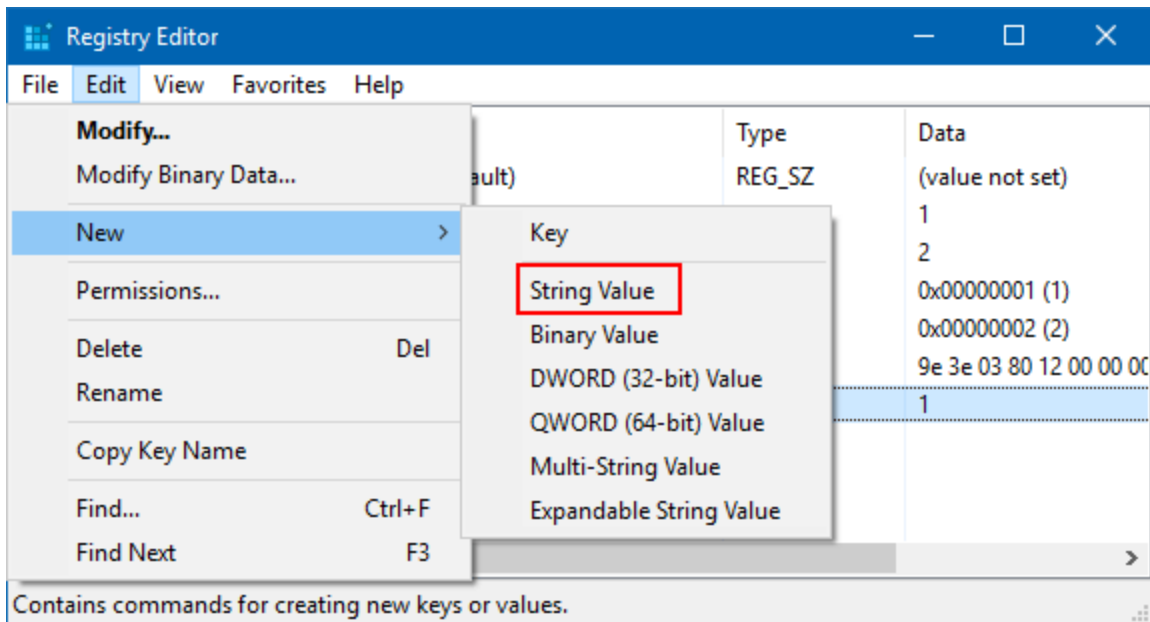 Registry Editor
File Edit View Favorites Help
Modify...
Modify Binary Data...
New
Permissions...
Delete Del
Rename
Copy Key Name
Find... Ctrl+F
Find Next F3
Key
String Value
Binary Value
DWORD (32-bit) Value
QWORD (64-bit) Value
Multi-String Value
Expandable String Value
Type Data
ault) REG_SZ (value not set)
1
2
0x00000001 (1)
0x00000002 (2)
9e 3e 03 80 12 00 00 00
1
Contains commands for creating new keys or values.